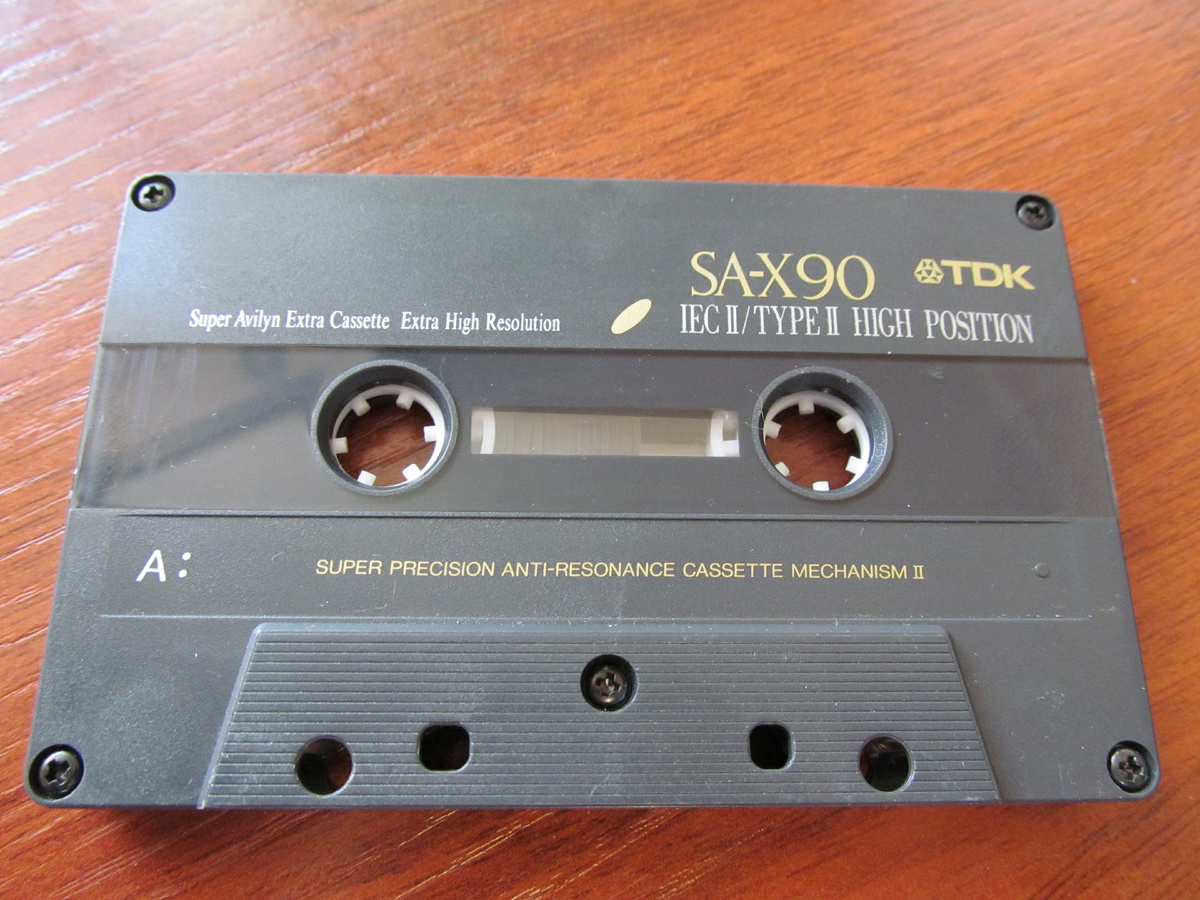 SA-X90 TDK
Super Avilyn Extra Cassette Extra High Resolution IEC II/TYPE II HIGH POSITION
A: SUPER PRECISION ANTI-RESONANCE CASSETTE MECHANISM II